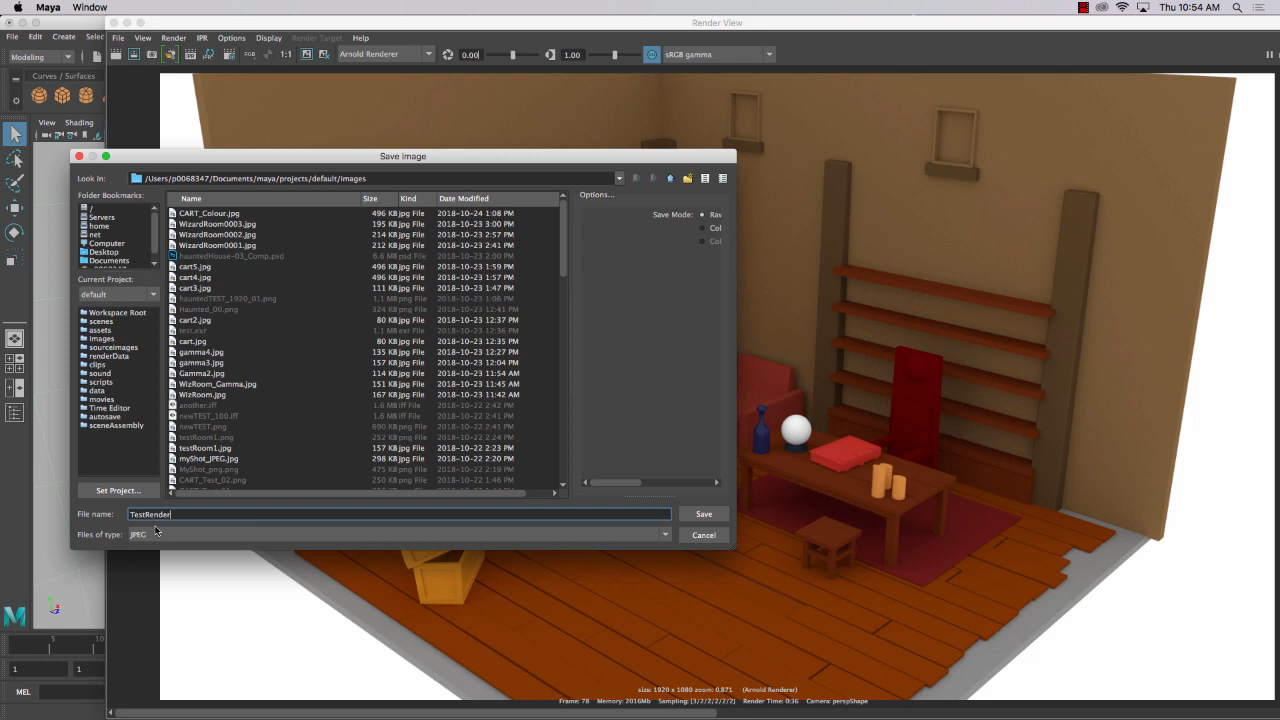 Maya Window
Thu 10:54 AM
Render View
File Edit Create Selec
File View Render IPR Options Display Render Target Help
Modeling
RGB 1:1 Arnold Renderer 0.00 1.00 sRGB gamma
Curves / Surfaces
View Shading
Save Image
Look in: /Users/p0068347/Documents/maya/projects/default/images
Folder Bookmarks:
/
Servers
home
net
Computer
Desktop
Documents
Current Project:
default
Workspace Root
scenes
assets
images
sourceimages
renderData
clips
sound
scripts
data
movies
Time Editor
autosave
sceneAssembly
Set Project...
Name Size Kind Date Modified
CART_Colour.jpg 496 KB jpg File 2018-10-24 1:08 PM
WizardRoom0003.jpg 195 KB jpg File 2018-10-23 3:00 PM
WizardRoom0002.jpg 214 KB jpg File 2018-10-23 2:57 PM
WizardRoom0001.jpg 212 KB jpg File 2018-10-23 2:41 PM
hauntedHouse-03_Comp.psd 6.6 MB psd File 2018-10-23 2:00 PM
cart5.jpg 496 KB jpg File 2018-10-23 1:59 PM
cart4.jpg 496 KB jpg File 2018-10-23 1:57 PM
cart3.jpg 111 KB jpg File 2018-10-23 1:47 PM
hauntedTEST_1920_01.png 1.1 MB png File 2018-10-23 1:06 PM
Haunted_00.png 324 KB png File 2018-10-23 12:41 PM
cart2.jpg 80 KB jpg File 2018-10-23 12:37 PM
test.exr 1.1 MB exr File 2018-10-23 12:36 PM
cart.jpg 80 KB jpg File 2018-10-23 12:35 PM
gamma4.jpg 135 KB jpg File 2018-10-23 12:27 PM
gamma3.jpg 157 KB jpg File 2018-10-23 12:04 PM
Gamma2.jpg 114 KB jpg File 2018-10-23 11:54 AM
WizRoom_Gamma.jpg 151 KB jpg File 2018-10-23 11:45 AM
WIzRoom.jpg 167 KB jpg File 2018-10-23 11:42 AM
another.iff 1.6 MB iff File 2018-10-22 2:42 PM
newTEST_100.iff 1.6 MB iff File 2018-10-22 2:38 PM
newTEST.png 690 KB png File 2018-10-22 2:31 PM
testRoom1.png 252 KB png File 2018-10-22 2:24 PM
testRoom1.jpg 157 KB jpg File 2018-10-22 2:23 PM
myShot_JPEG.jpg 298 KB jpg File 2018-10-22 2:20 PM
MyShot_png.png 475 KB png File 2018-10-22 2:19 PM
CART_Test_02.png 250 KB png File 2018-10-22 1:46 PM
Options...
Save Mode: Rav
Col
Col
File name: TestRender Save
Files of type: JPEG Cancel
5 10
1 1
MEL
size: 1920 x 1080 zoom: 0.871 (Arnold Renderer)
Frame: 78 Memory: 2016Mb Sampling: [3/2/2/2/2/2] Render Time: 0:36 Camera: perspShape